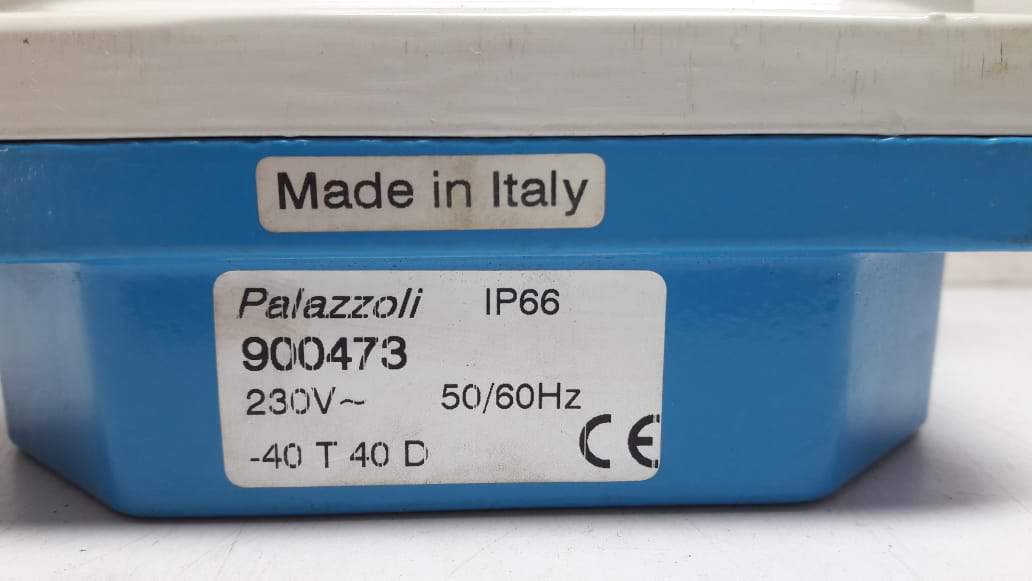 Made in Italy
Palazzoli IP66
900473
230V~ 50/60Hz
-40 T 40 D CE